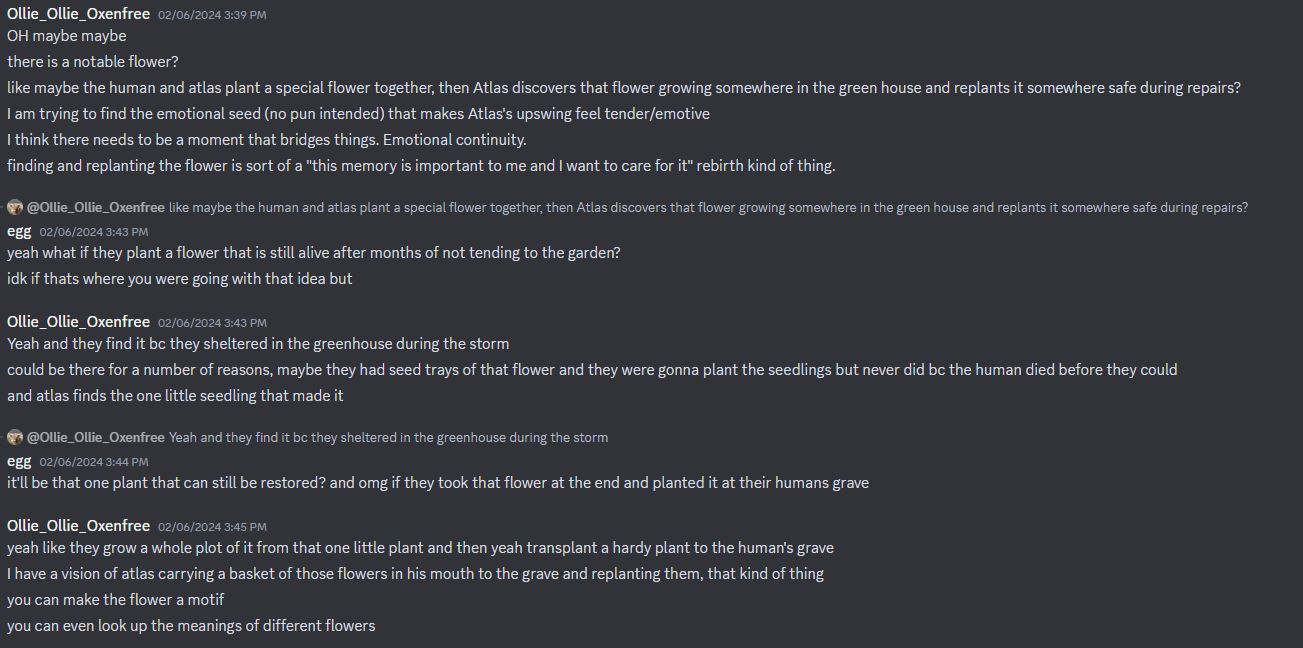 Ollie_Ollie_Oxenfree 02/06/2024 3:39 PM
OH maybe maybe
there is a notable flower?
like maybe the human and atlas plant a special flower together, then Atlas discovers that flower growing somewhere in the green house and replants it somewhere safe during repairs?
I am trying to find the emotional seed (no pun intended) that makes Atlas's upswing feel tender/emotive
I think there needs to be a moment that bridges things. Emotional continuity.
finding and replanting the flower is sort of a "this memory is important to me and I want to care for it" rebirth kind of thing.
@Ollie_Ollie_Oxenfree like maybe the human and atlas plant a special flower together, then Atlas discovers that flower growing somewhere in the green house and replants it somewhere safe during repairs?
egg 02/06/2024 3:43 PM
yeah what if they plant a flower that is still alive after months of not tending to the garden?
idk if thats where you were going with that idea but
Ollie_Ollie_Oxenfree 02/06/2024 3:43 PM
Yeah and they find it bc they sheltered in the greenhouse during the storm
could be there for a number of reasons, maybe they had seed trays of that flower and they were gonna plant the seedlings but never did bc the human died before they could
and atlas finds the one little seedling that made it
@Ollie_Ollie_Oxenfree Yeah and they find it bc they sheltered in the greenhouse during the storm
egg 02/06/2024 3:44 PM
it'll be that one plant that can still be restored? and omg if they took that flower at the end and planted it at their humans grave
Ollie_Ollie_Oxenfree 02/06/2024 3:45 PM
yeah like they grow a whole plot of it from that one little plant and then yeah transplant a hardy plant to the human's grave
I have a vision of atlas carrying a basket of those flowers in his mouth to the grave and replanting them, that kind of thing
you can make the flower a motif
you can even look up the meanings of different flowers